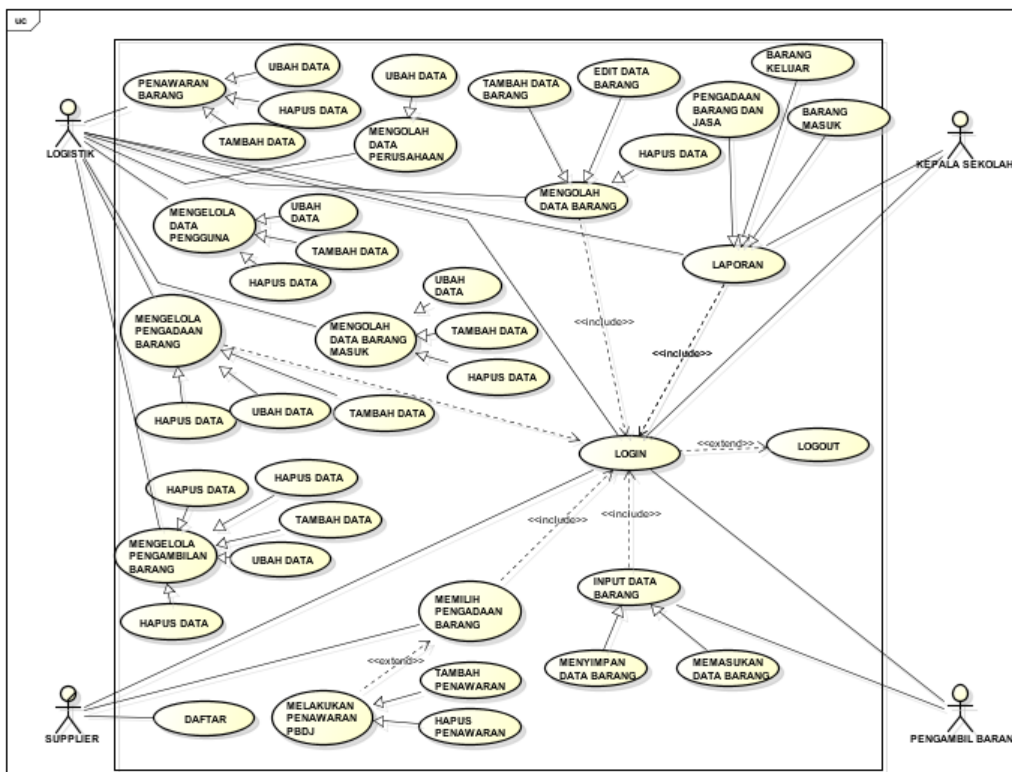 uc
PENAWARAN
BARANG
UBAH DATA
HAPUS DATA
TAMBAH DATA
UBAH DATA
MENGOLAH
DATA
PERUSAHAAN
TAMBAH DATA
BARANG
EDIT DATA
BARANG
HAPUS DATA
MENGOLAH
DATA BARANG
BARANG
KELUAR
PENGADAAN
BARANG DAN
JASA
BARANG
MASUK
LAPORAN
LOGISTIK
KEPALA SEKOLAH
MENGELOLA
DATA
PENGGUNA
UBAH
DATA
TAMBAH DATA
HAPUS DATA
MENGELOLA
PENGADAAN
BARANG
HAPUS DATA
UBAH DATA
TAMBAH DATA
MENGOLAH
DATA BARANG
MASUK
UBAH
DATA
TAMBAH DATA
HAPUS DATA
<<include>>
<<include>>
LOGIN
<<extend>>
LOGOUT
HAPUS DATA
HAPUS DATA
TAMBAH DATA
UBAH DATA
MENGELOLA
PENGAMBILAN
BARANG
HAPUS DATA
<<include>>
<<include>>
MEMILIH
PENGADAAN
BARANG
INPUT DATA
BARANG
<<extend>>
MENYIMPAN
DATA BARANG
MEMASUKAN
DATA BARANG
MELAKUKAN
PENAWARAN
PBDJ
TAMBAH
PENAWARAN
HAPUS
PENAWARAN
DAFTAR
SUPPLIER
PENGAMBIL BARAN